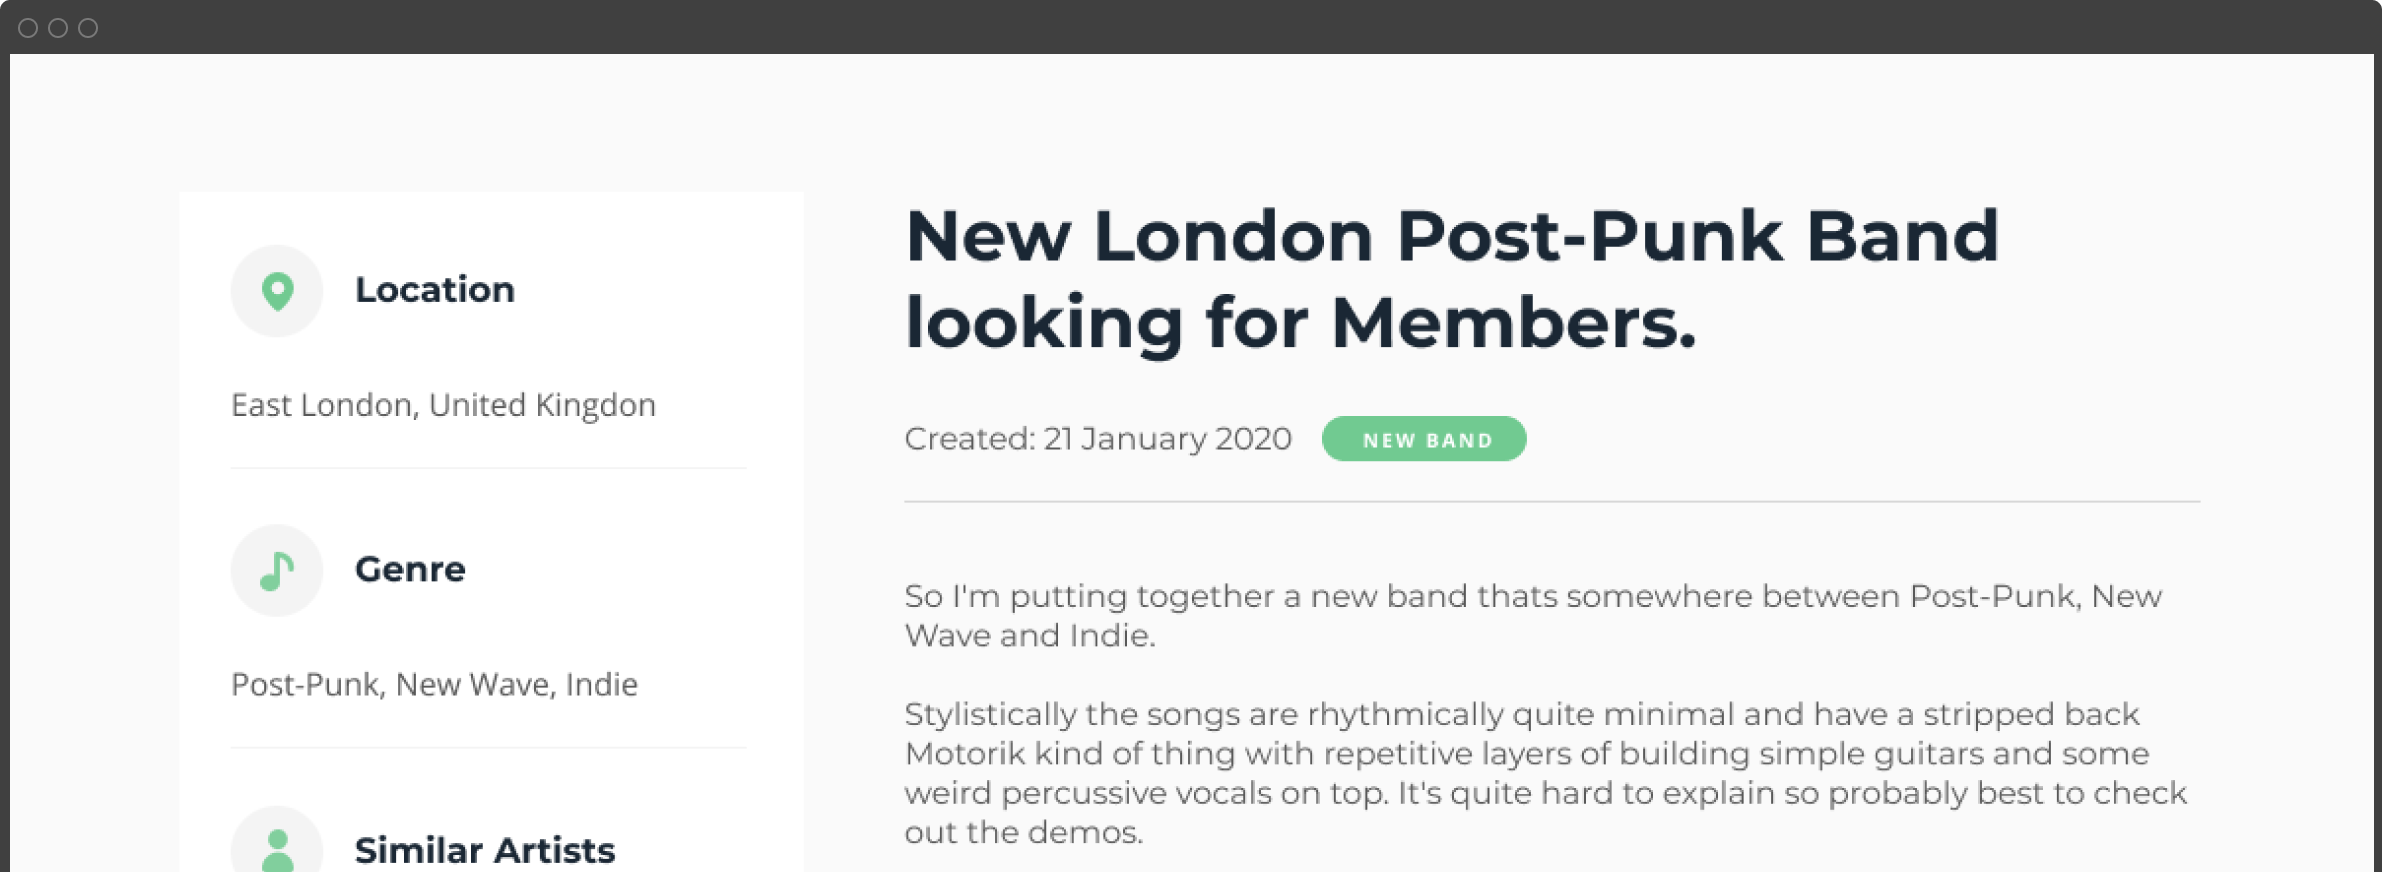 Location
East London, United Kingdon
Genre
Post-Punk, New Wave, Indie
Similar Artists
New London Post-Punk Band
looking for Members.
Created: 21 January 2020 NEW BAND
So I'm putting together a new band thats somewhere between Post-Punk, New
Wave and Indie.
Stylistically the songs are rhythmically quite minimal and have a stripped back
Motorik kind of thing with repetitive layers of building simple guitars and some
weird percussive vocals on top. It's quite hard to explain so probably best to check
out the demos.